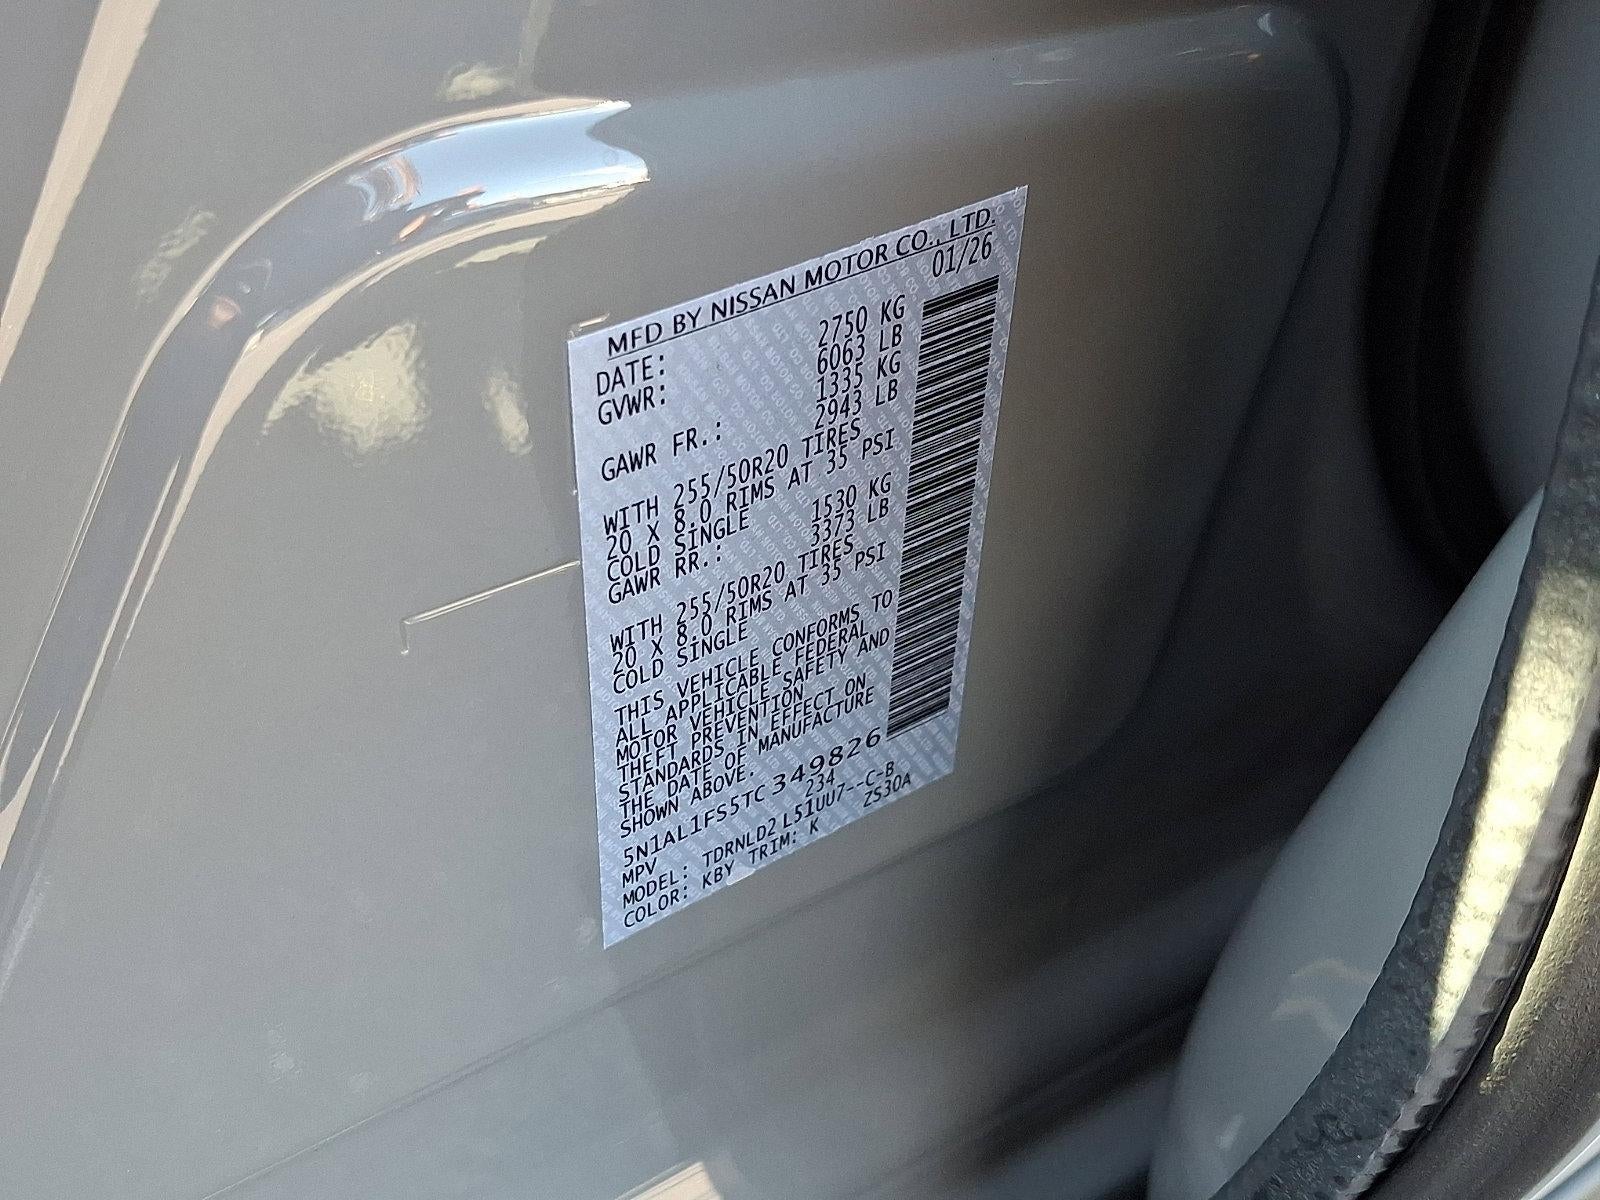 MFD BY NISSAN MOTOR CO., LTD.
DATE: 01/26
GVWR: 2750 KG
6063 LB
GAWR FR.: 1335 KG
2943 LB
WITH 255/50R20 TIRES
20 X 8.0 RIMS AT 35 PSI
COLD SINGLE
GAWR RR.: 1530 KG
3373 LB
WITH 255/50R20 TIRES
20 X 8.0 RIMS AT 35 PSI
COLD SINGLE
THIS VEHICLE CONFORMS TO
ALL APPLICABLE FEDERAL
MOTOR VEHICLE SAFETY AND
THEFT PREVENTION
STANDARDS IN EFFECT ON
THE DATE OF MANUFACTURE
SHOWN ABOVE.
5N1AL1FS5TC349826
MPV 234
MODEL: TDRNLD2 L51UU7--C-B
COLOR: KBY TRIM: K ZS30A